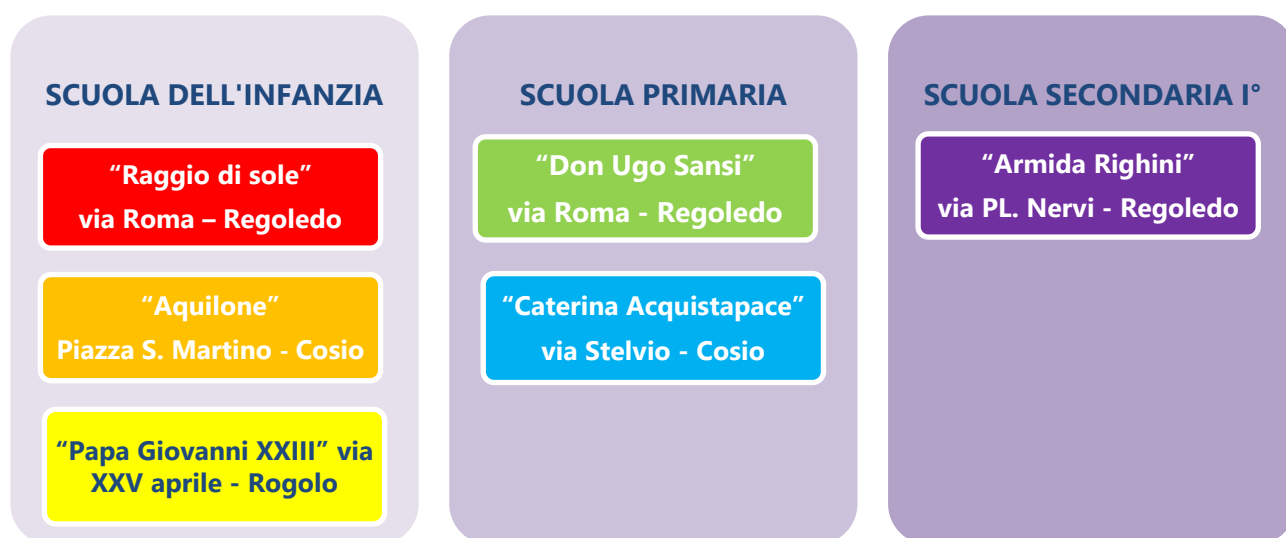 SCUOLA DELL'INFANZIA
“Raggio di sole”
via Roma – Regoledo
“Aquilone”
Piazza S. Martino - Cosio
“Papa Giovanni XXIII” via
XXV aprile - Rogolo
SCUOLA PRIMARIA
“Don Ugo Sansi”
via Roma - Regoledo
“Caterina Acquistapace”
via Stelvio - Cosio
SCUOLA SECONDARIA I°
“Armida Righini”
via PL. Nervi - Regoledo